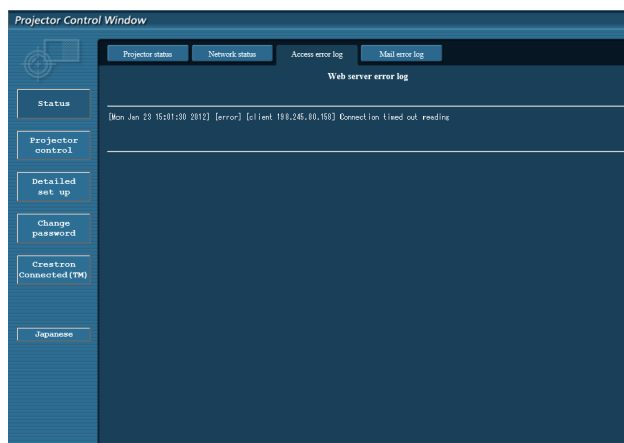 Projector Control Window
Projector status
Network status
Access error log
Mail error log
Web server error log
Status
[Mon Jan 23 15:01:30 2012] [error] [client 198.245.80.158] Connection timed out reading
Projector
control
Detailed
set up
Change
password
Crestron
Connected(TM)
Japanese